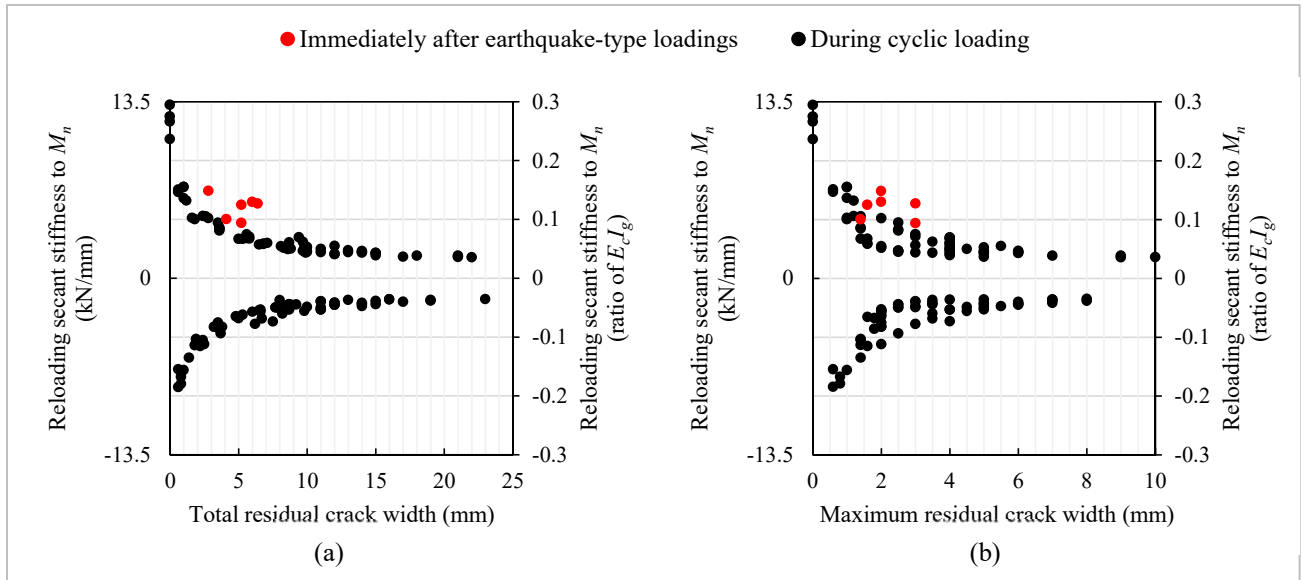 Immediately after earthquake-type loadings During cyclic loading
13.5
0
-13.5
Reloading secant stiffness to Mn
(kN/mm)
0.3
0.2
0.1
0
-0.1
-0.2
-0.3
Reloading secant stiffness to Mn
(ratio of EcIg)
0 5 10 15 20 25
Total residual crack width (mm)
(a)
13.5
0
-13.5
Reloading secant stiffness to Mn
(kN/mm)
0.3
0.2
0.1
0
-0.1
-0.2
-0.3
Reloading secant stiffness to Mn
(ratio of EcIg)
0 2 4 6 8 10
Maximum residual crack width (mm)
(b)